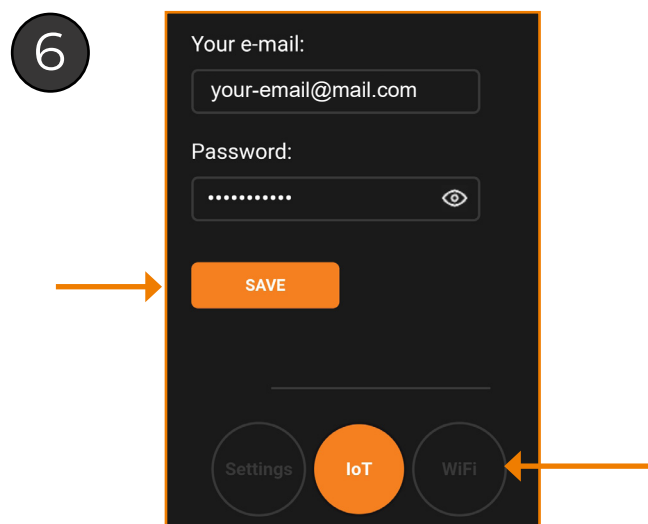 6
Your e-mail:
your-email@mail.com
Password:
•••••••••••
SAVE
Settings
IoT
WiFi